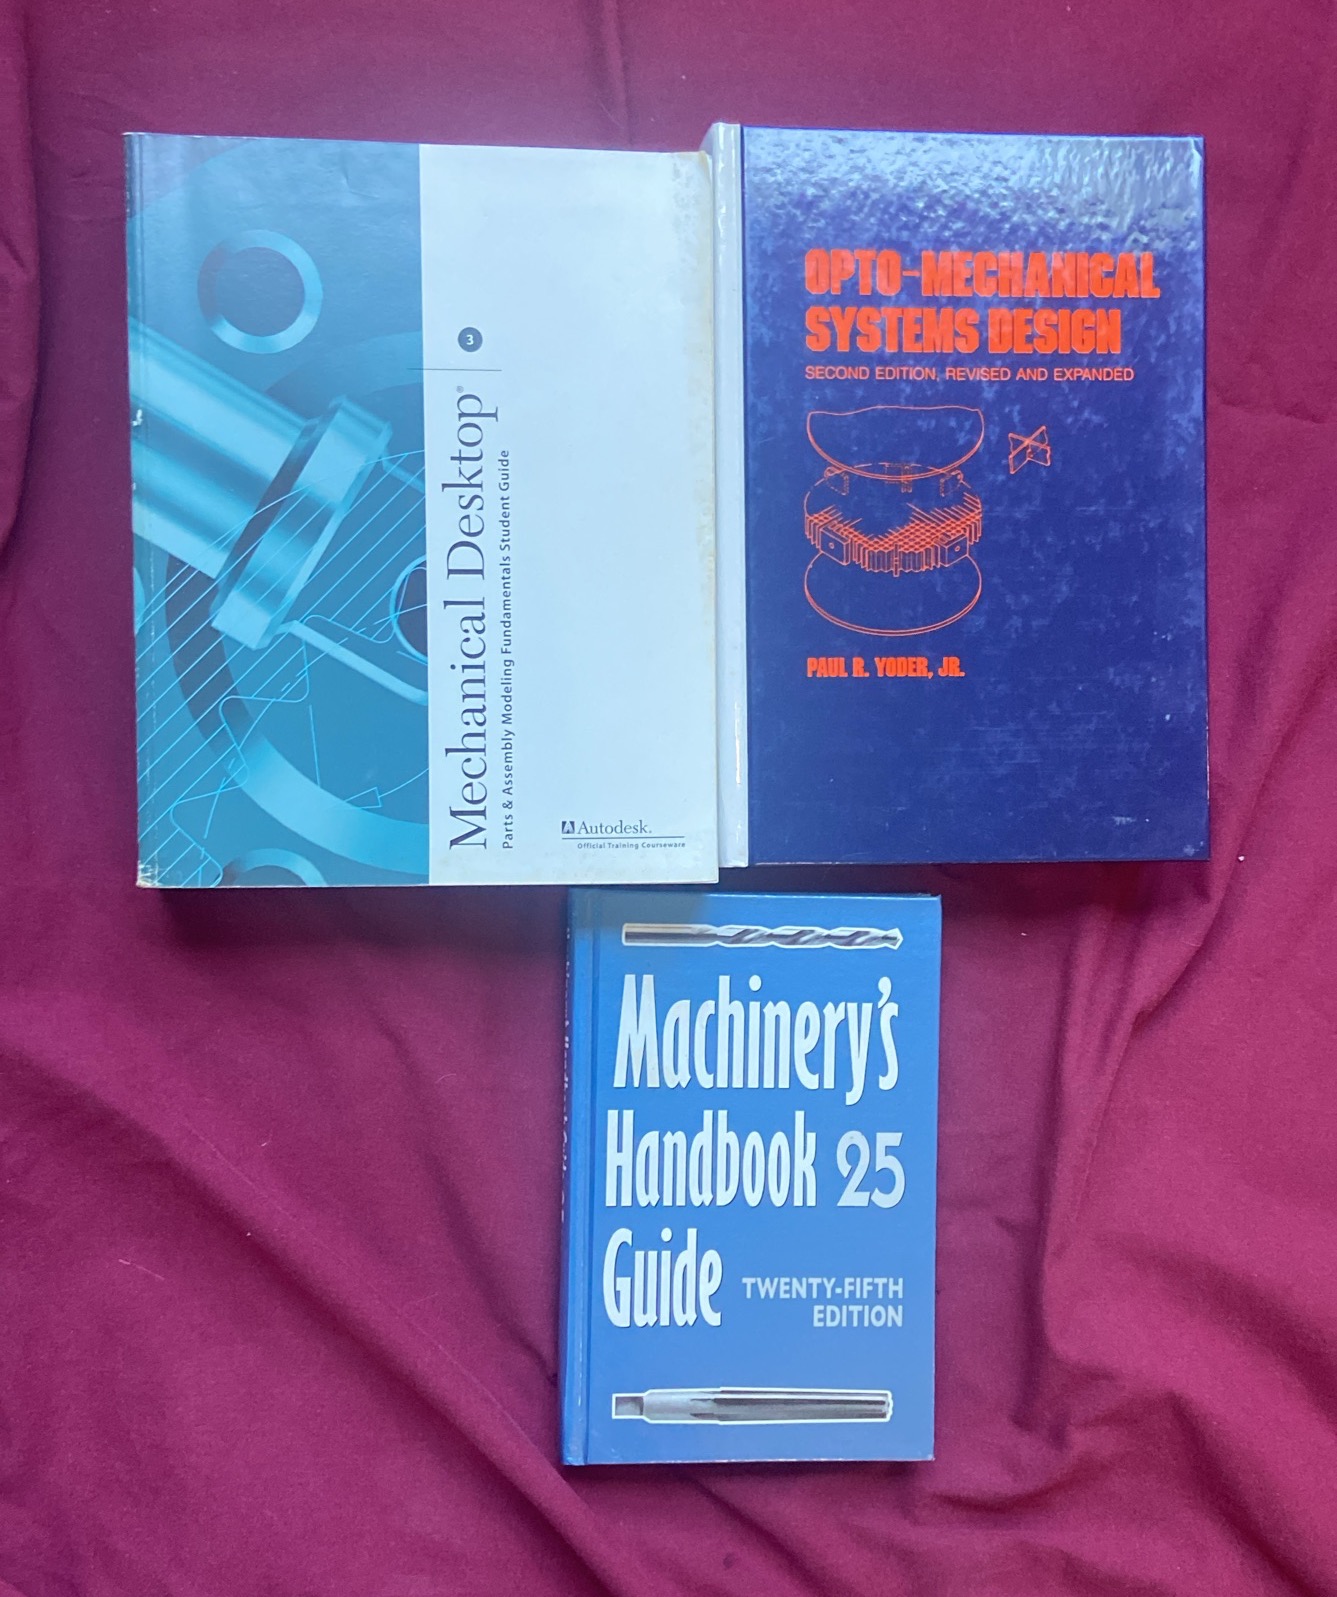 3
Mechanical Desktop®
Parts & Assembly Modeling Fundamentals Student Guide
Autodesk.
Official Training Courseware
OPTO-MECHANICAL
SYSTEMS DESIGN
SECOND EDITION, REVISED AND EXPANDED
PAUL R. YODER, JR.
Machinery's
Handbook 25
Guide
TWENTY-FIFTH
EDITION